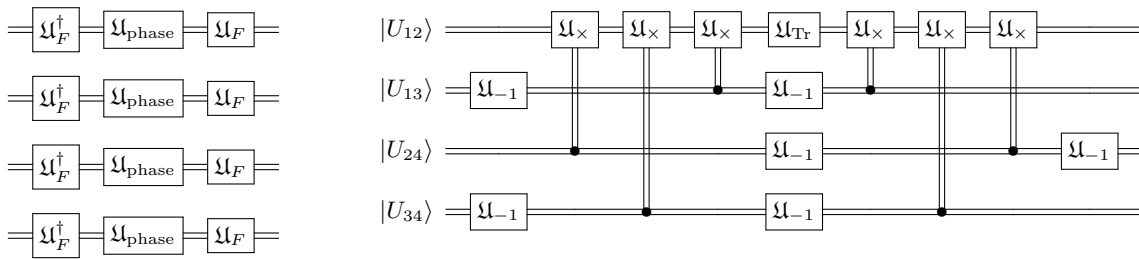 𝔘_F^† 𝔘_phase 𝔘_F
𝔘_F^† 𝔘_phase 𝔘_F
𝔘_F^† 𝔘_phase 𝔘_F
𝔘_F^† 𝔘_phase 𝔘_F
|U_12⟩ 𝔘_× 𝔘_× 𝔘_× 𝔘_Tr 𝔘_× 𝔘_× 𝔘_×
|U_13⟩ 𝔘_−1 𝔘_−1
|U_24⟩ 𝔘_−1 𝔘_−1
|U_34⟩ 𝔘_−1 𝔘_−1